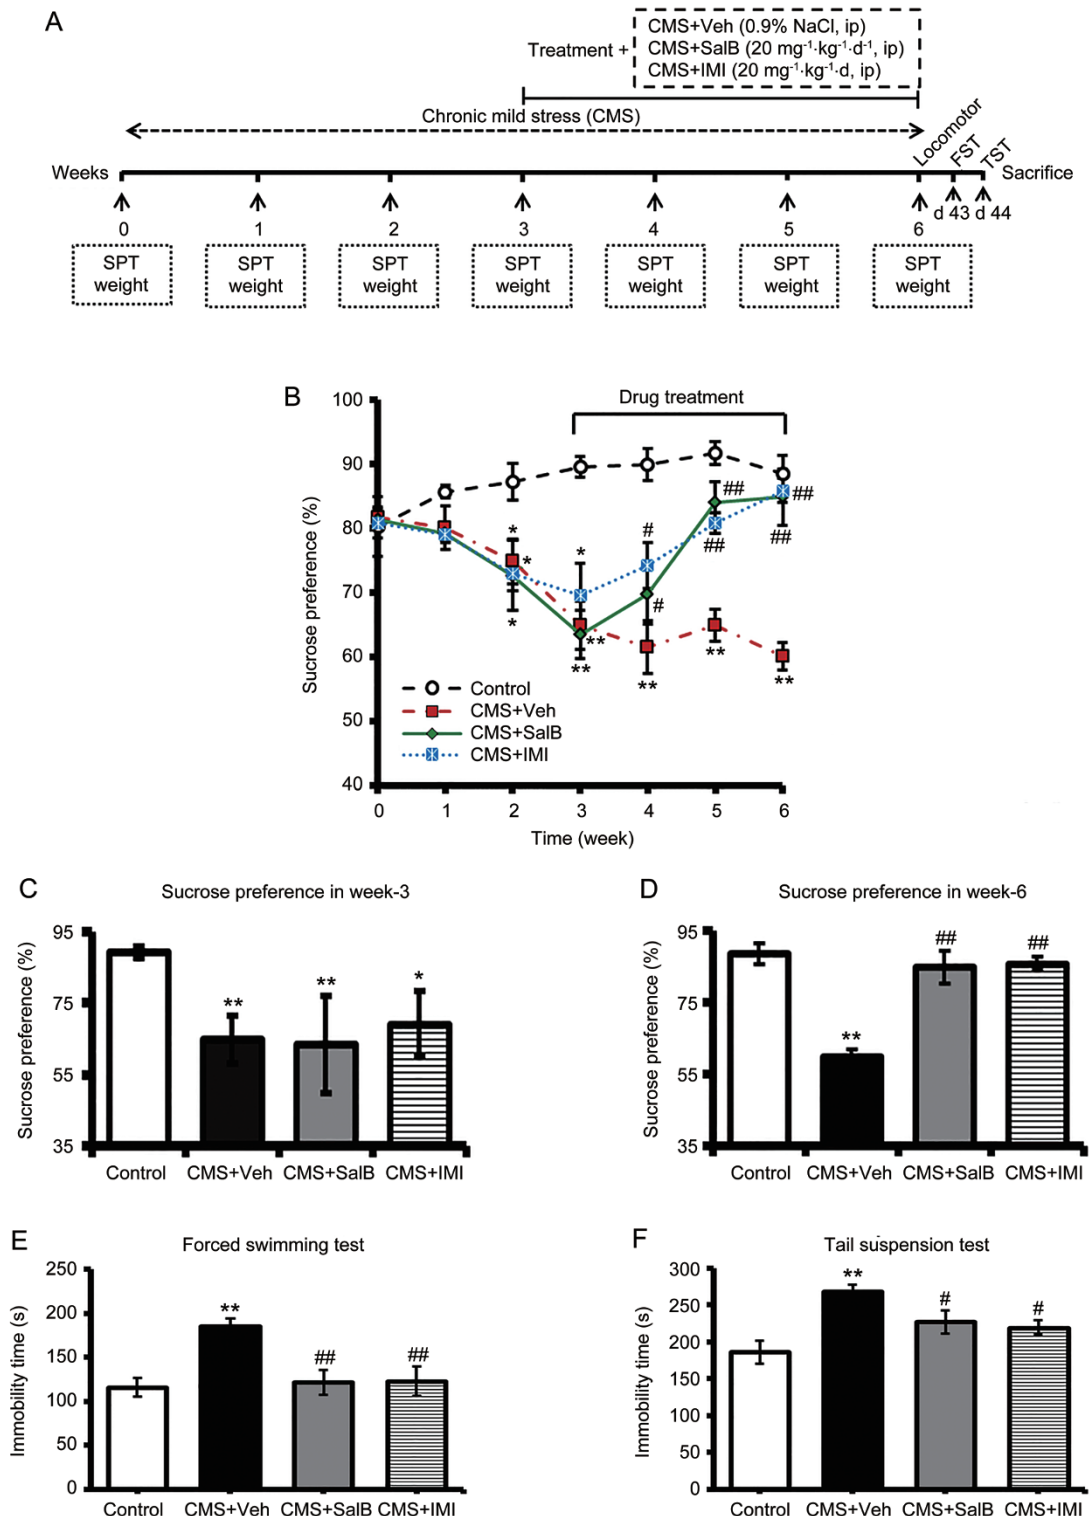 A
CMS+Veh (0.9% NaCl, ip)
Treatment + CMS+SalB (20 mg⁻¹·kg⁻¹·d⁻¹, ip)
CMS+IMI (20 mg⁻¹·kg⁻¹·d, ip)
Chronic mild stress (CMS)
Weeks
Locomotor
FST
TST
Sacrifice
d 43 d 44
0 1 2 3 4 5 6
SPT SPT SPT SPT SPT SPT SPT
weight weight weight weight weight weight weight
B
Drug treatment
Sucrose preference (%)
100
90
80
70
60
50
40
* * *
* **
**
# #
**
## ##
**
## ##
**
Control
CMS+Veh
CMS+SalB
CMS+IMI
0 1 2 3 4 5 6
Time (week)
C
Sucrose preference in week-3
Sucrose preference (%)
95
75
55
35
** ** *
Control CMS+Veh CMS+SalB CMS+IMI
D
Sucrose preference in week-6
Sucrose preference (%)
95
75
55
35
** ## ##
Control CMS+Veh CMS+SalB CMS+IMI
E
Forced swimming test
Immobility time (s)
250
200
150
100
50
0
** ## ##
Control CMS+Veh CMS+SalB CMS+IMI
F
Tail suspension test
Immobility time (s)
300
250
200
150
100
50
0
** # #
Control CMS+Veh CMS+SalB CMS+IMI